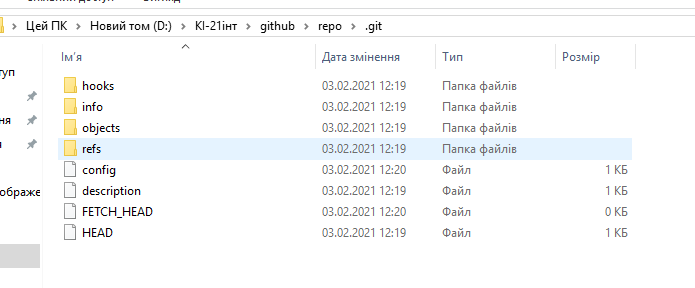 Цей ПК > Новий том (D:) > КІ-21інт > github > repo > .git
Ім'я Дата змінення Тип Розмір
hooks 03.02.2021 12:19 Папка файлів
info 03.02.2021 12:19 Папка файлів
objects 03.02.2021 12:19 Папка файлів
refs 03.02.2021 12:19 Папка файлів
config 03.02.2021 12:20 Файл 1 КБ
description 03.02.2021 12:19 Файл 1 КБ
FETCH_HEAD 03.02.2021 12:20 Файл 0 КБ
HEAD 03.02.2021 12:19 Файл 1 КБ
туп
ня
я
ображе